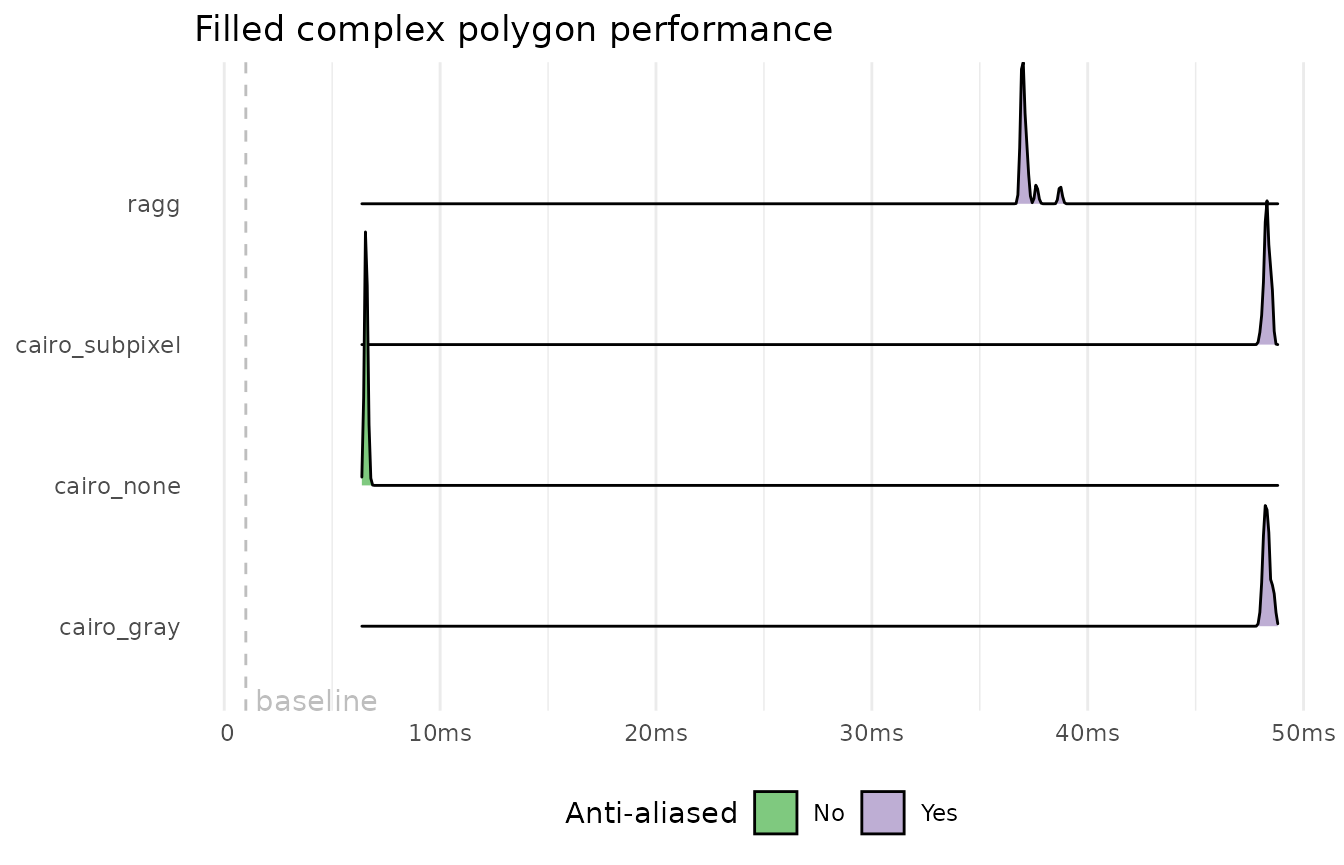 Filled complex polygon performance
ragg
cairo_subpixel
cairo_none
cairo_gray
baseline
0 10ms 20ms 30ms 40ms 50ms
Anti-aliased No Yes